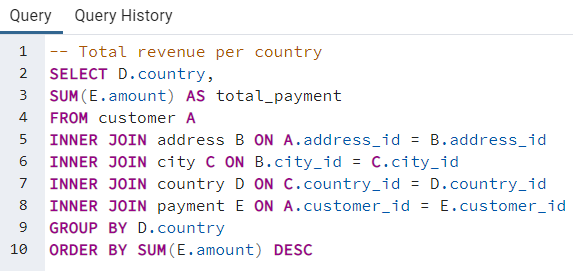 Query Query History
1 -- Total revenue per country
2 SELECT D.country,
3 SUM(E.amount) AS total_payment
4 FROM customer A
5 INNER JOIN address B ON A.address_id = B.address_id
6 INNER JOIN city C ON B.city_id = C.city_id
7 INNER JOIN country D ON C.country_id = D.country_id
8 INNER JOIN payment E ON A.customer_id = E.customer_id
9 GROUP BY D.country
10 ORDER BY SUM(E.amount) DESC